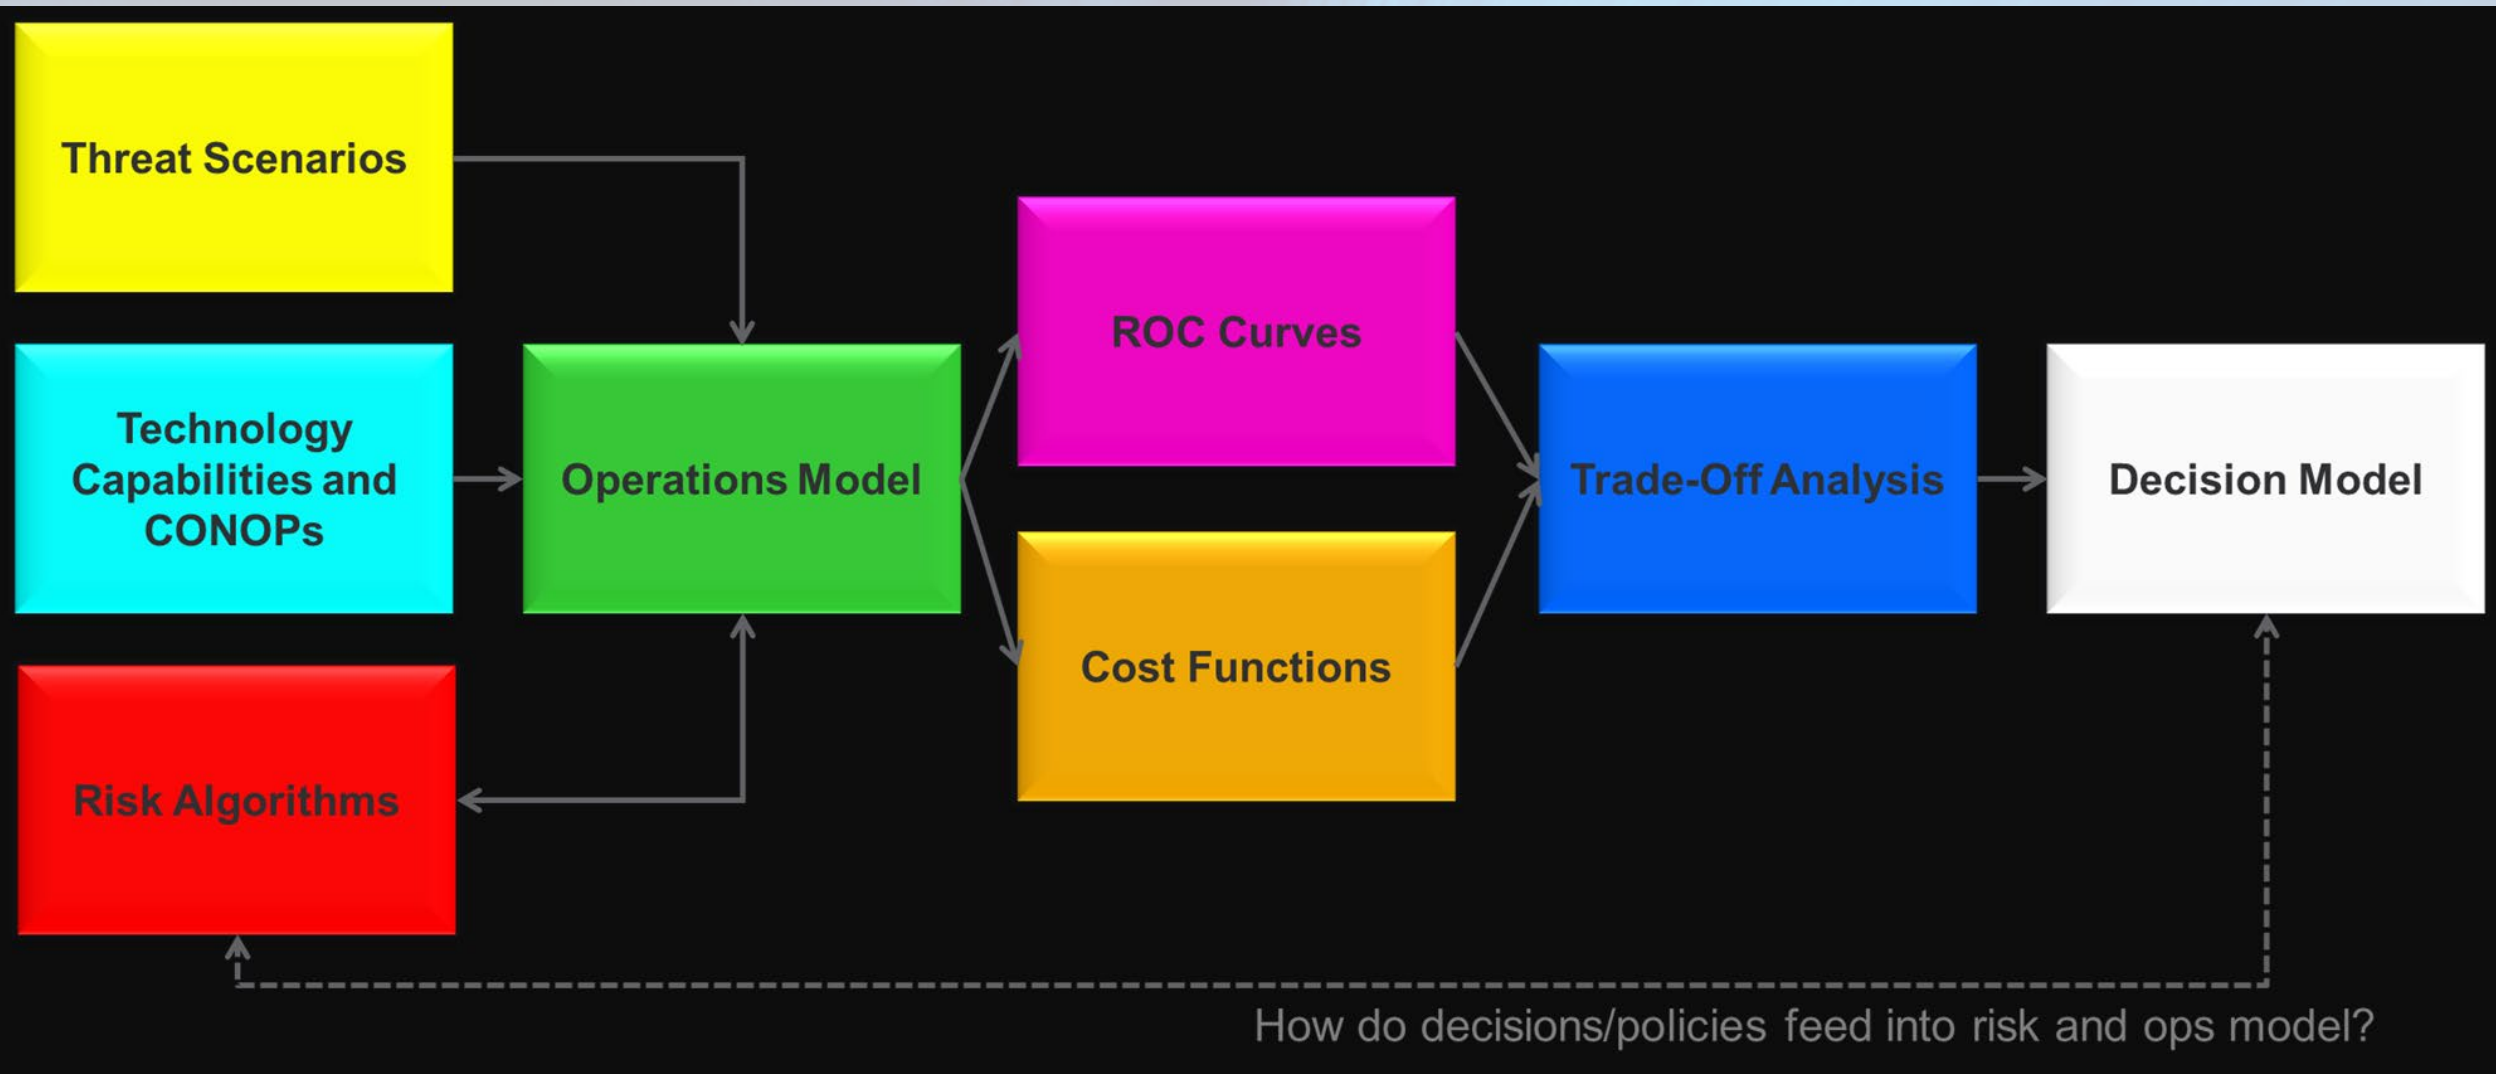 Threat Scenarios
Technology
Capabilities and
CONOPs
Risk Algorithms
Operations Model
ROC Curves
Cost Functions
Trade-Off Analysis
Decision Model
How do decisions/policies feed into risk and ops model?